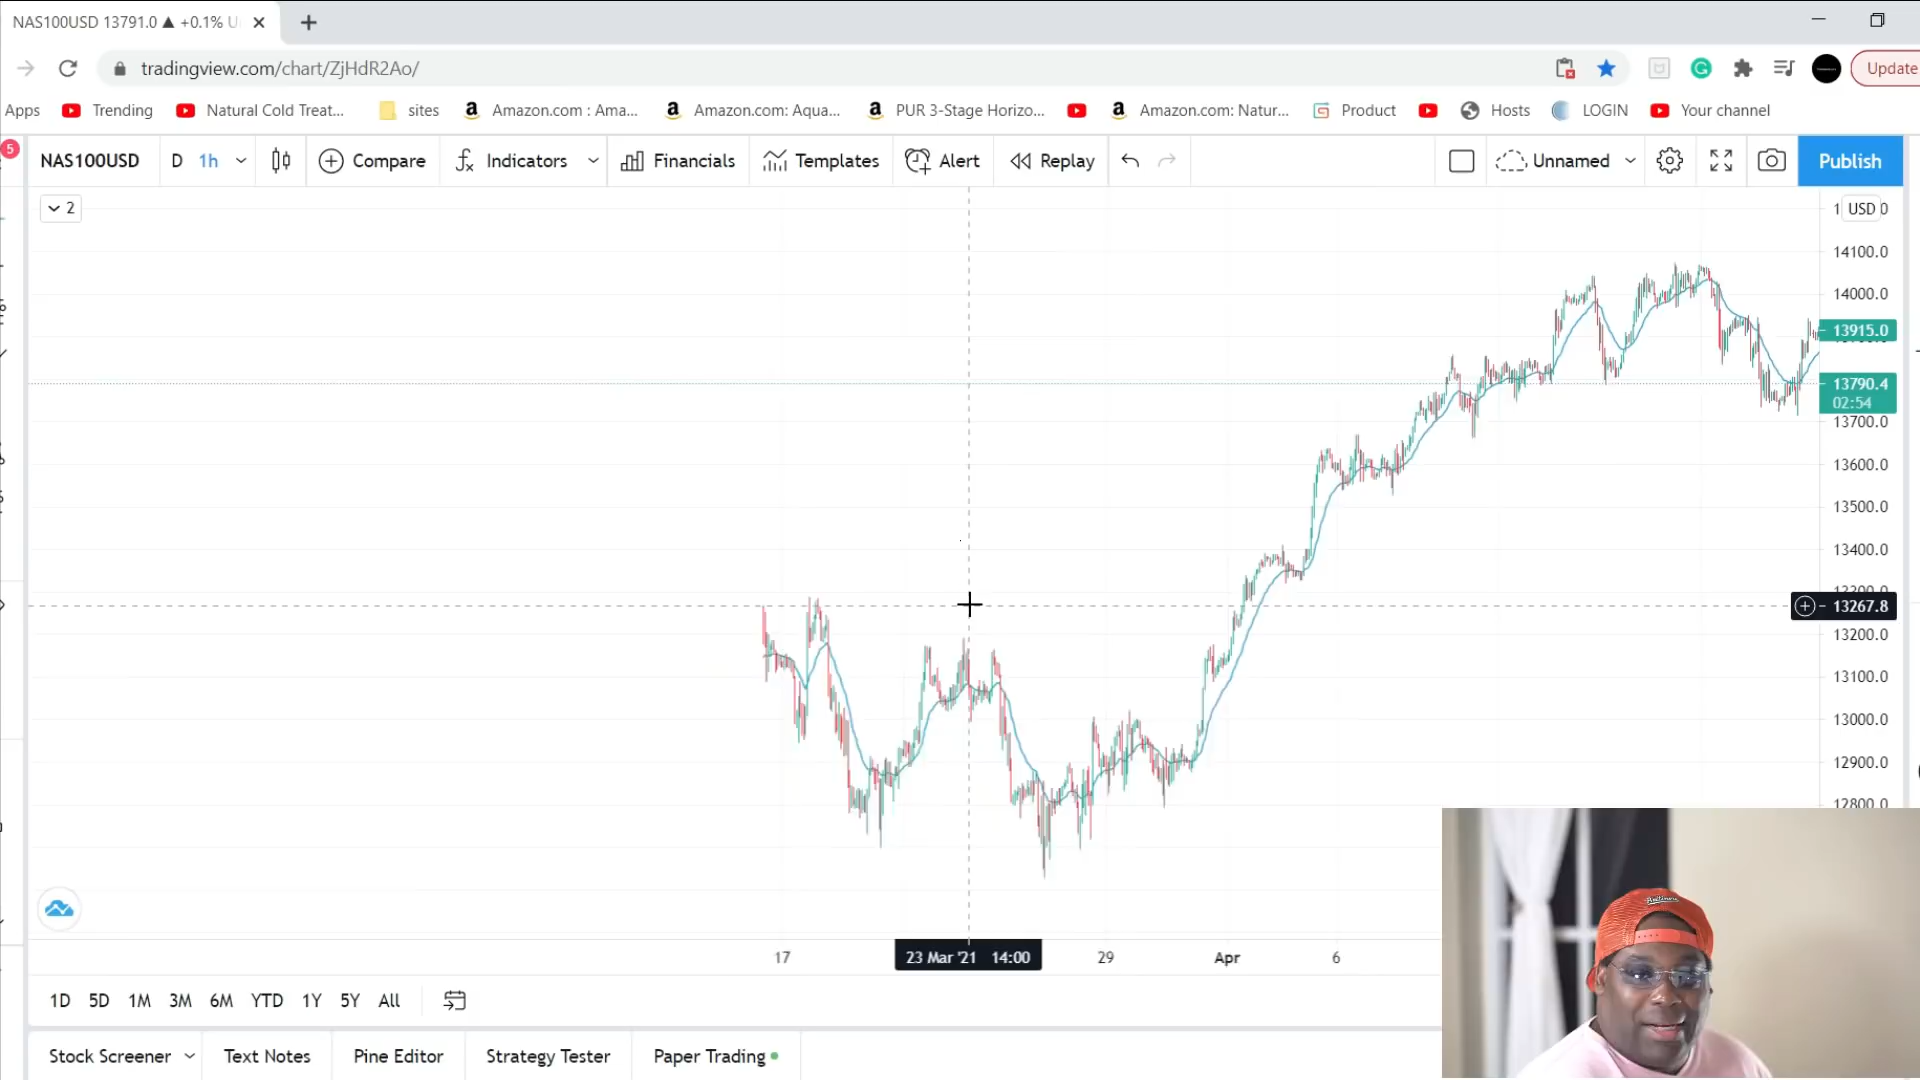 NAS100USD 13791.0 ▲ +0.1% U
tradingview.com/chart/ZjHdR2Ao/
Update
Apps
Trending
Natural Cold Treat...
sites
Amazon.com : Ama...
Amazon.com: Aqua...
PUR 3-Stage Horizo...
Amazon.com: Natur...
Product
Hosts
LOGIN
Your channel
5
NAS100USD
D
1h
Compare
Indicators
Financials
Templates
Alert
Replay
Unnamed
Publish
2
USD
14100.0
14000.0
13915.0
13790.4
02:54
13700.0
13600.0
13500.0
13400.0
13267.8
13200.0
13100.0
13000.0
12900.0
12800.0
17
23 Mar '21 14:00
29
Apr
6
1D 5D 1M 3M 6M YTD 1Y 5Y All
Stock Screener
Text Notes
Pine Editor
Strategy Tester
Paper Trading